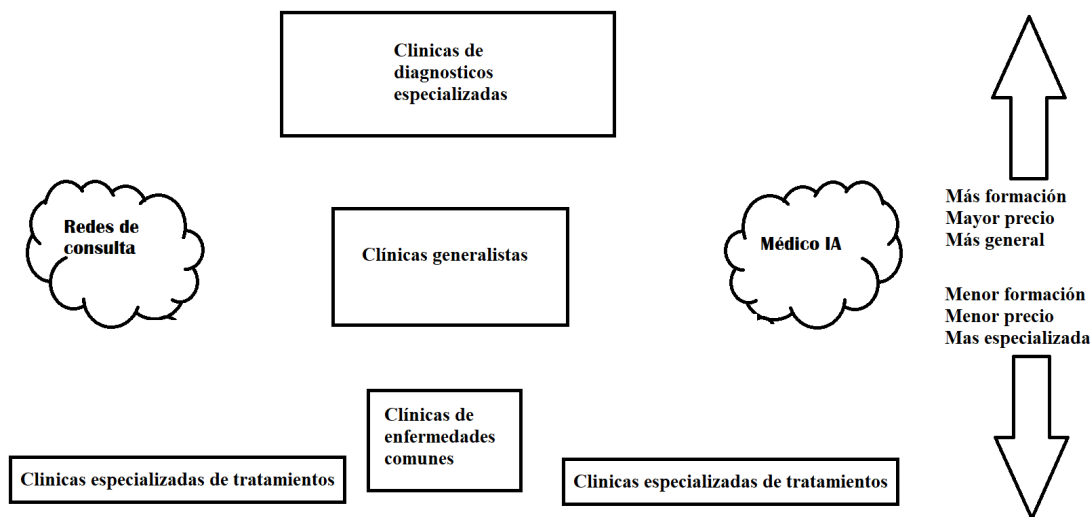 Clinicas de
diagnosticos
especializadas
Redes de
consulta
Clínicas generalistas
Médico IA
Más formación
Mayor precio
Más general
Menor formación
Menor precio
Mas especializada
Clínicas de
enfermedades
comunes
Clinicas especializadas de tratamientos
Clinicas especializadas de tratamientos